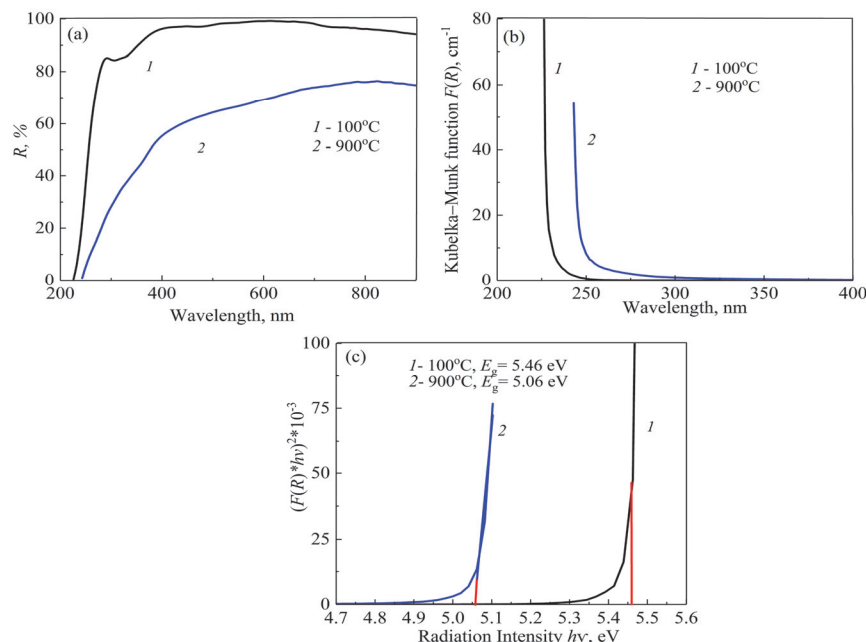 (a)
100
80
60
40
20
0
R, %
1
2
1 - 100°C
2 - 900°C
200 400 600 800
Wavelength, nm
(b)
80
60
40
20
0
Kubelka–Munk function F(R), cm-1
1
2
1 - 100°C
2 - 900°C
200 250 300 350 400
Wavelength, nm
(c)
100
75
50
25
0
(F(R)*hν)2*10-3
1- 100°C, Eg= 5.46 eV
2- 900°C, Eg= 5.06 eV
2
1
4.7 4.8 4.9 5.0 5.1 5.2 5.3 5.4 5.5 5.6
Radiation Intensity hν, eV